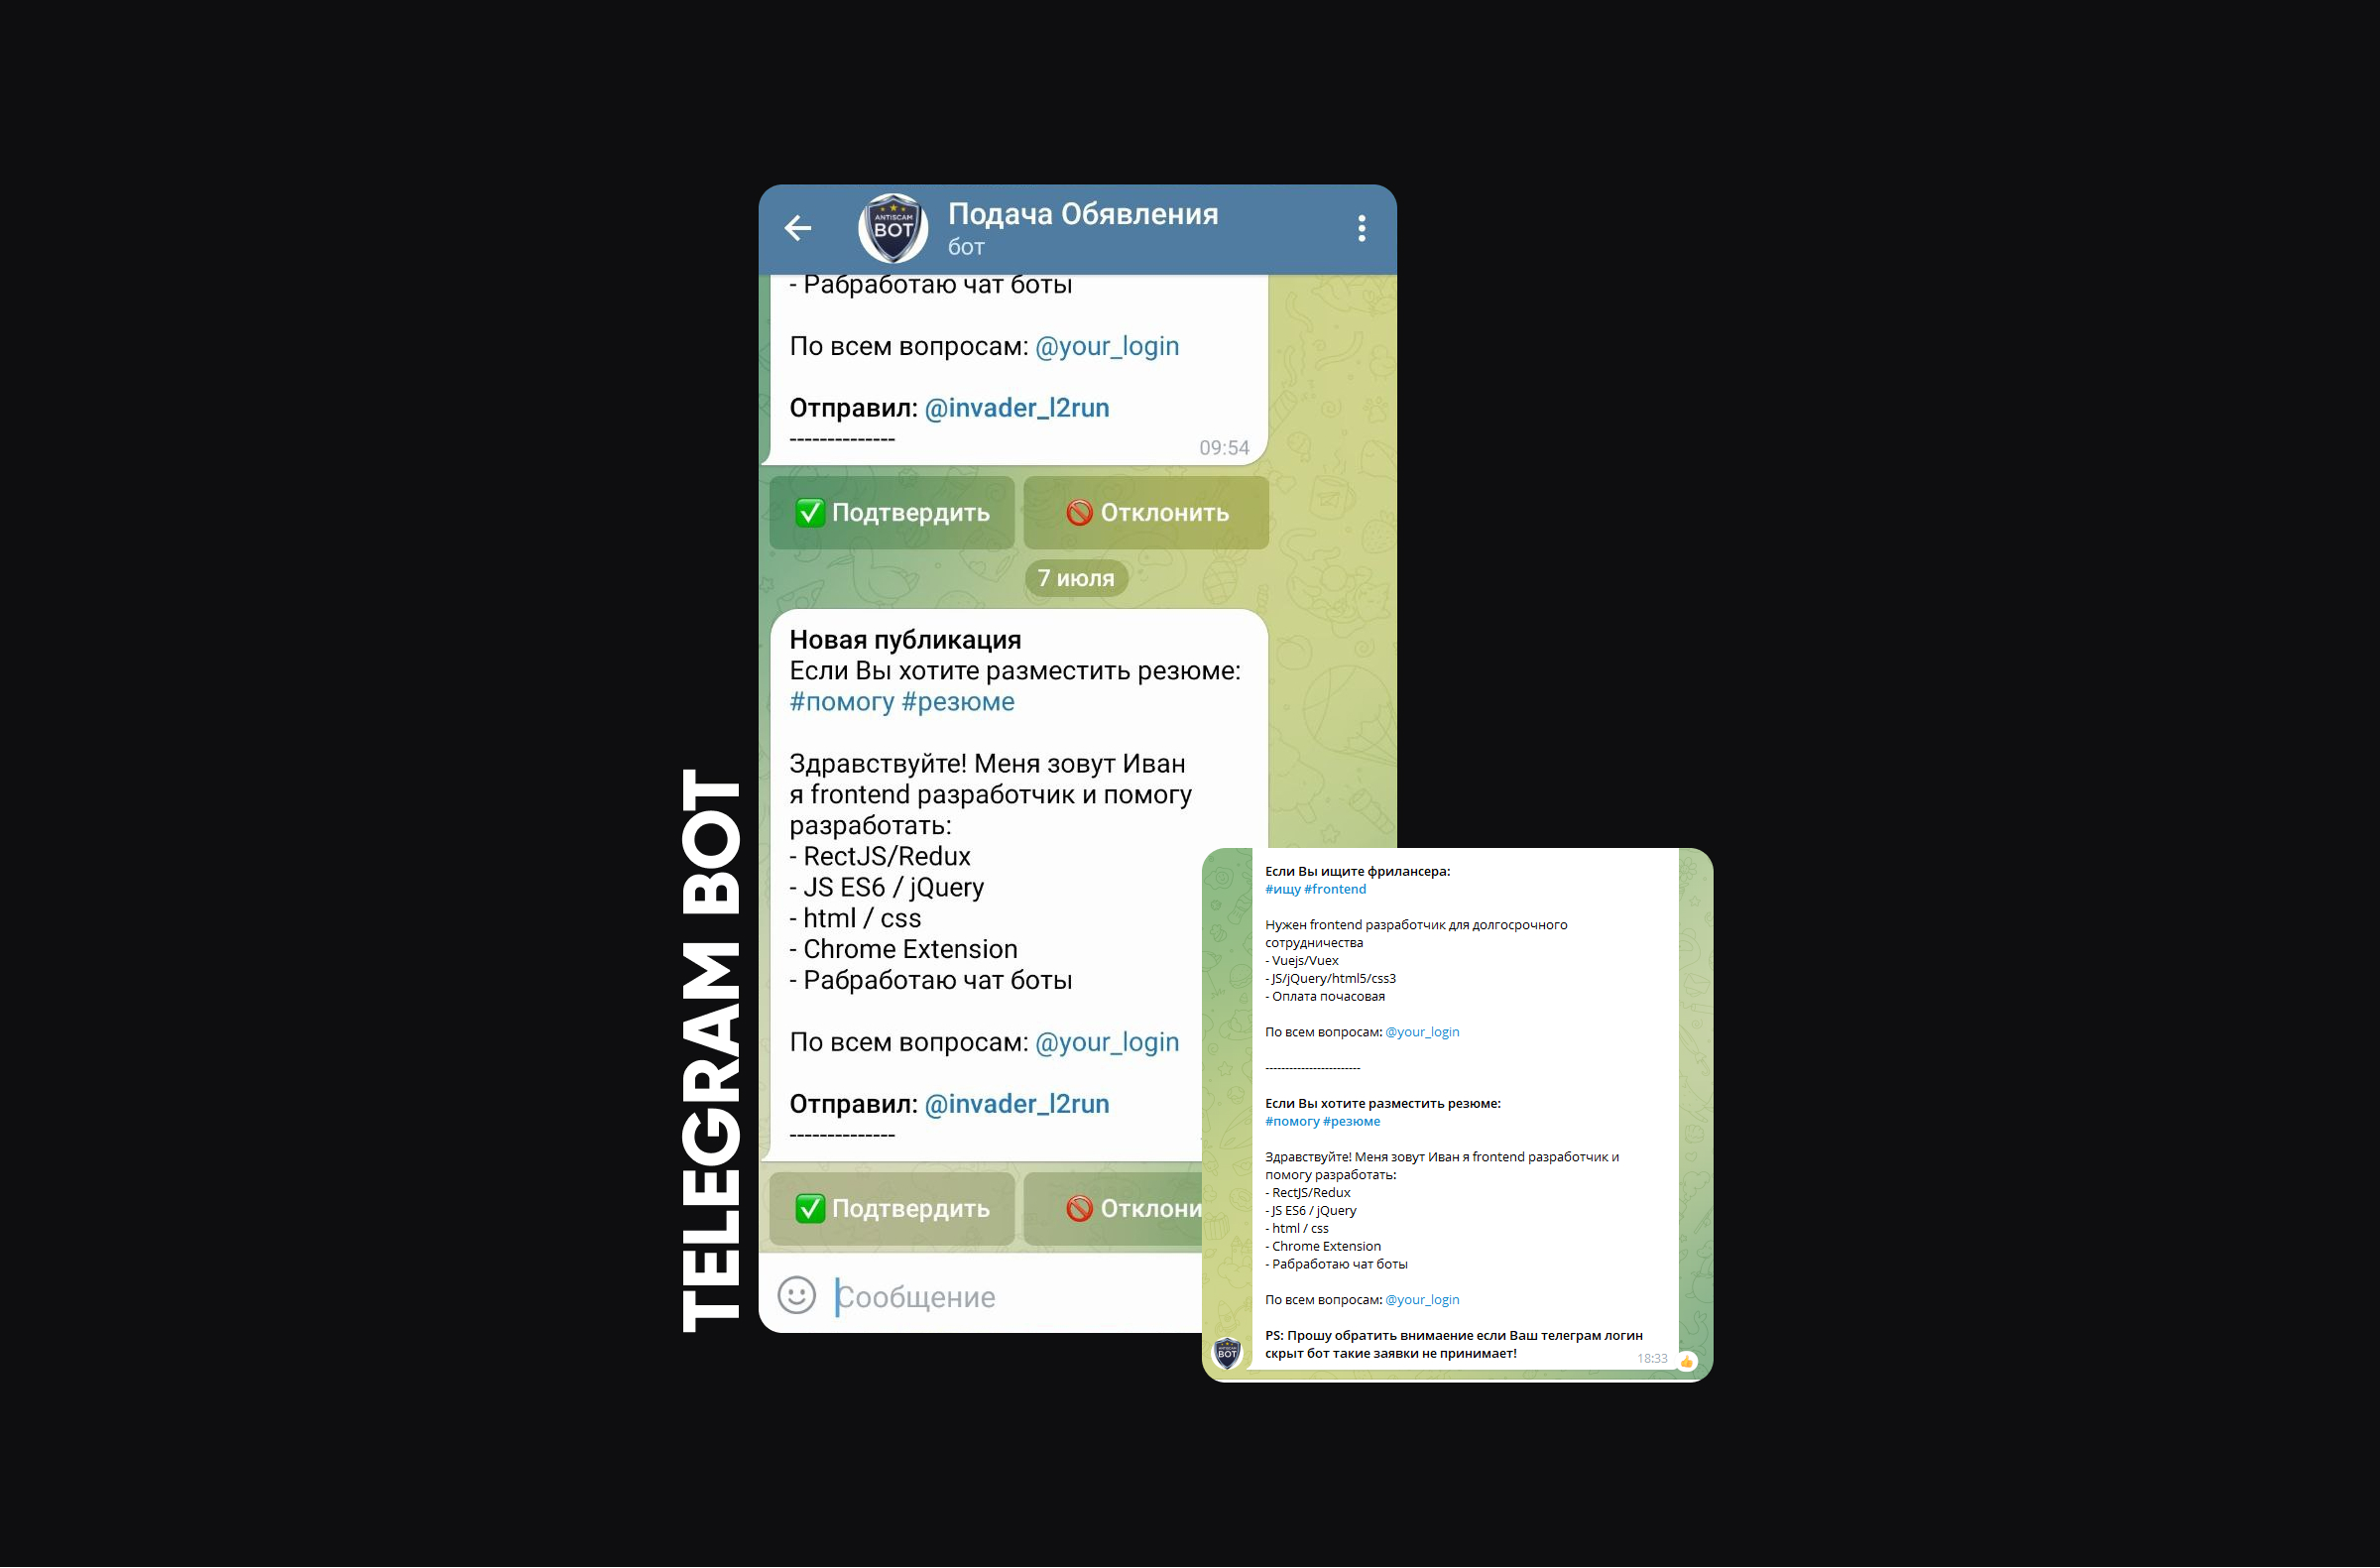 TELEGRAM BOT
ANTISCAM
BOT
Подача Обявления
бот
- Рабработаю чат боты
По всем вопросам: @your_login
Отправил: @invader_l2run
--------------
09:54
✅ Подтвердить
🚫 Отклонить
7 июля
Новая публикация
Если Вы хотите разместить резюме:
#помогу #резюме
Здравствуйте! Меня зовут Иван
я frontend разработчик и помогу
разработать:
- RectJS/Redux
- JS ES6 / jQuery
- html / css
- Chrome Extension
- Рабработаю чат боты
По всем вопросам: @your_login
Отправил: @invader_l2run
--------------
✅ Подтвердить
🚫 Отклони
Сообщение
Если Вы ищите фрилансера:
#ищу #frontend
Нужен frontend разработчик для долгосрочного
сотрудничества
- Vuejs/Vuex
- JS/jQuery/html5/css3
- Оплата почасовая
По всем вопросам: @your_login
------------------------
Если Вы хотите разместить резюме:
#помогу #резюме
Здравствуйте! Меня зовут Иван я frontend разработчик и
помогу разработать:
- RectJS/Redux
- JS ES6 / jQuery
- html / css
- Chrome Extension
- Рабработаю чат боты
По всем вопросам: @your_login
PS: Прошу обратить внимаение если Ваш телеграм логин
скрыт бот такие заявки не принимает!
18:33
BOT